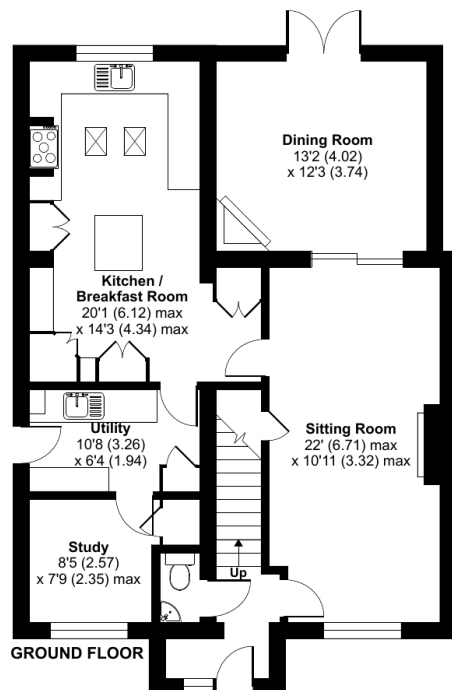 Dining Room
13'2 (4.02)
x 12'3 (3.74)
Kitchen /
Breakfast Room
20'1 (6.12) max
x 14'3 (4.34) max
Utility
10'8 (3.26)
x 6'4 (1.94)
Sitting Room
22' (6.71) max
x 10'11 (3.32) max
Study
8'5 (2.57)
x 7'9 (2.35) max
Up
GROUND FLOOR